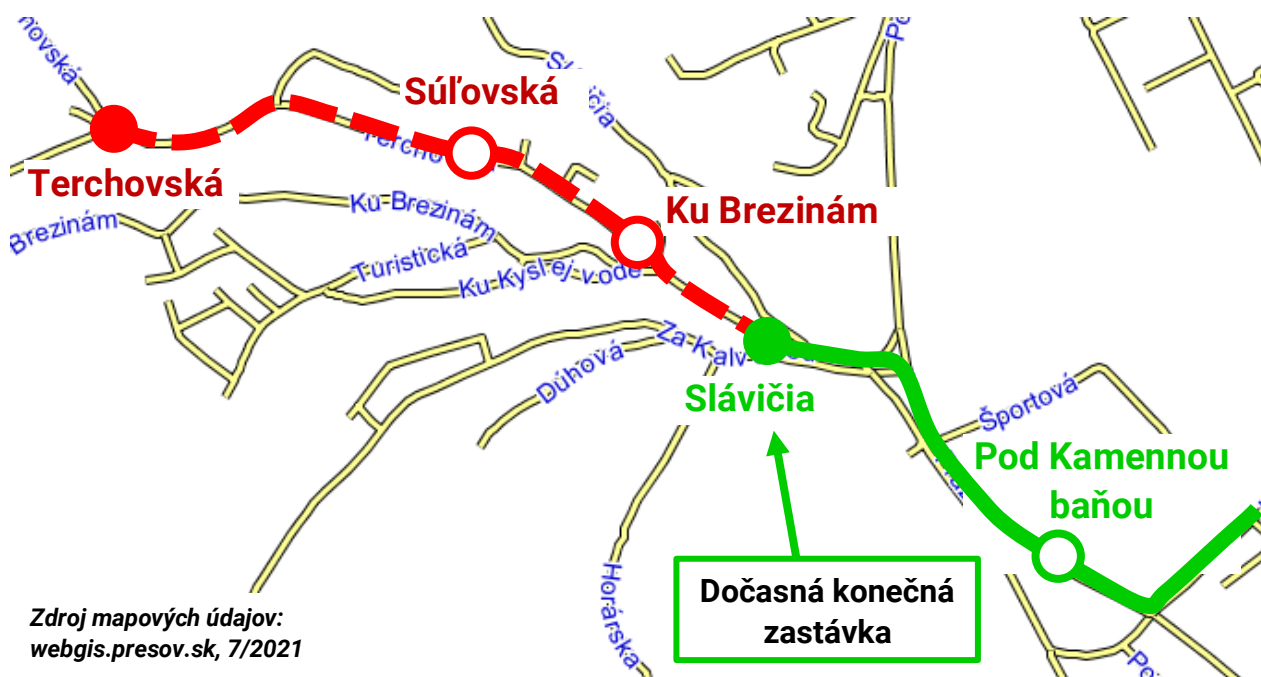 Súľovská
Terchovská
Ku Brezinám
Brezinám
Ku Brezinám
Turistická
Ku Kyslej vode
Dúhová
Slávičia
Športová
Pod Kamennou
baňou
Horárska
Dočasná konečná
zastávka
Zdroj mapových údajov:
webgis.presov.sk, 7/2021